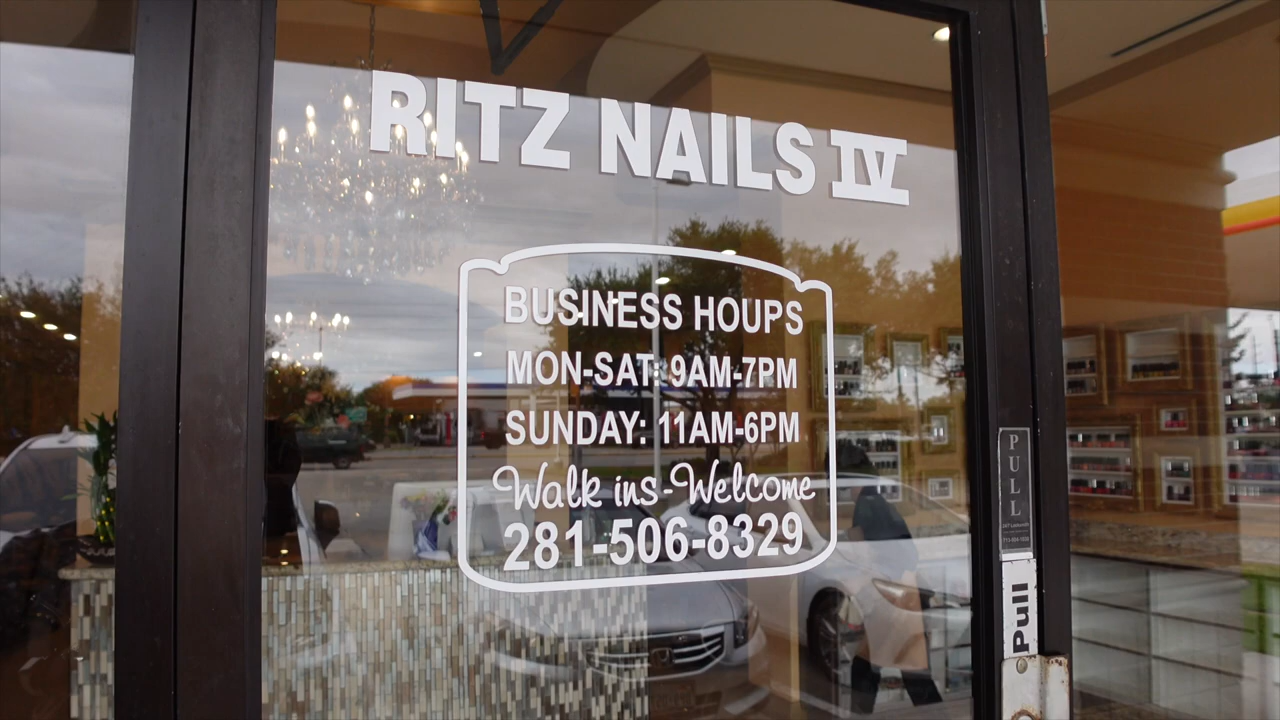 RITZ NAILS IV
BUSINESS HOUPS
MON-SAT: 9AM-7PM
SUNDAY: 11AM-6PM
Walk ins-Welcome
281-506-8329
PULL
Pull